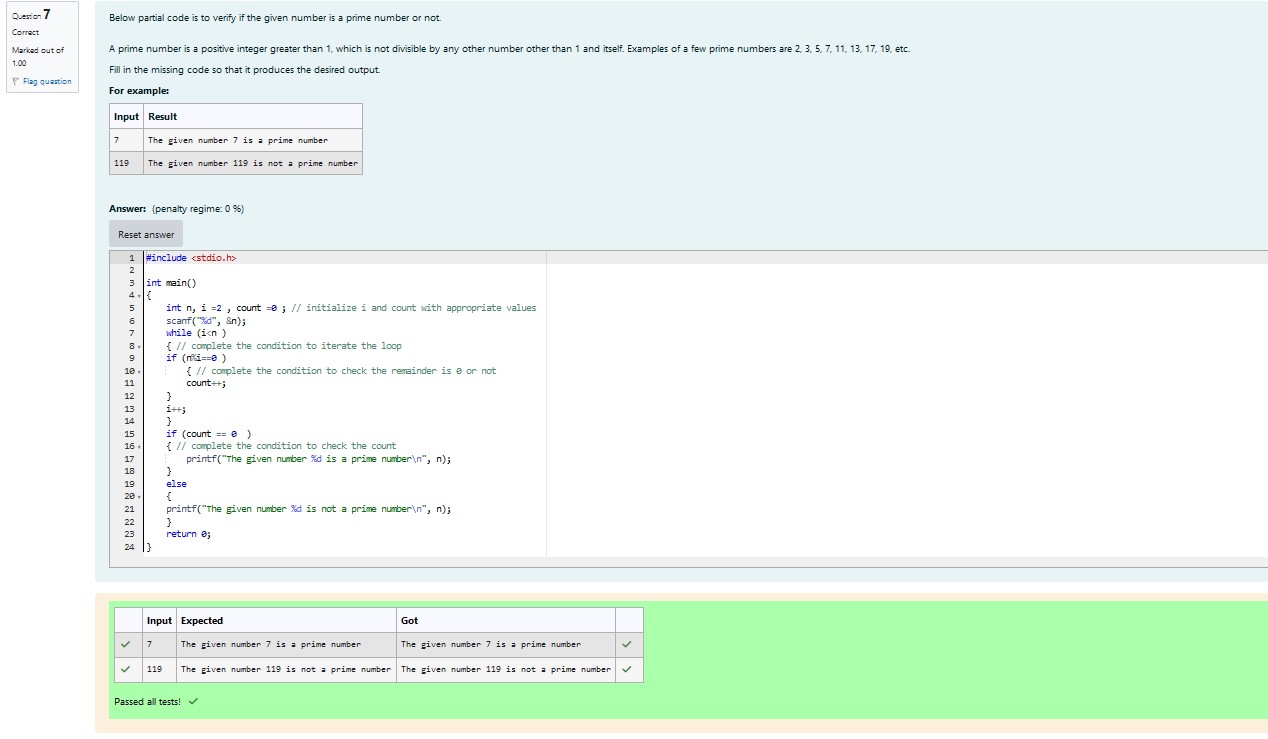 Question 7
Correct
Marked out of
1.00
Flag question
Below partial code is to verify if the given number is a prime number or not.
A prime number is a positive integer greater than 1, which is not divisible by any other number other than 1 and itself. Examples of a few prime numbers are 2, 3, 5, 7, 11, 13, 17, 19, etc.
Fill in the missing code so that it produces the desired output.
For example:
Input Result
7 The given number 7 is a prime number
119 The given number 119 is not a prime number
Answer: (penalty regime: 0 %)
Reset answer
1 #include <stdio.h>
2
3 int main()
4 {
5 int n, i =2 , count =0 ; // initialize i and count with appropriate values
6 scanf("%d", &n);
7 while (i<n )
8 { // complete the condition to iterate the loop
9 if (n%i==0 )
10 { // complete the condition to check the remainder is 0 or not
11 count++;
12 }
13 i++;
14 }
15 if (count == 0 )
16 { // complete the condition to check the count
17 printf("The given number %d is a prime number\n", n);
18 }
19 else
20 {
21 printf("The given number %d is not a prime number\n", n);
22 }
23 return 0;
24 }
Input Expected Got
7 The given number 7 is a prime number The given number 7 is a prime number
119 The given number 119 is not a prime number The given number 119 is not a prime number
Passed all tests!